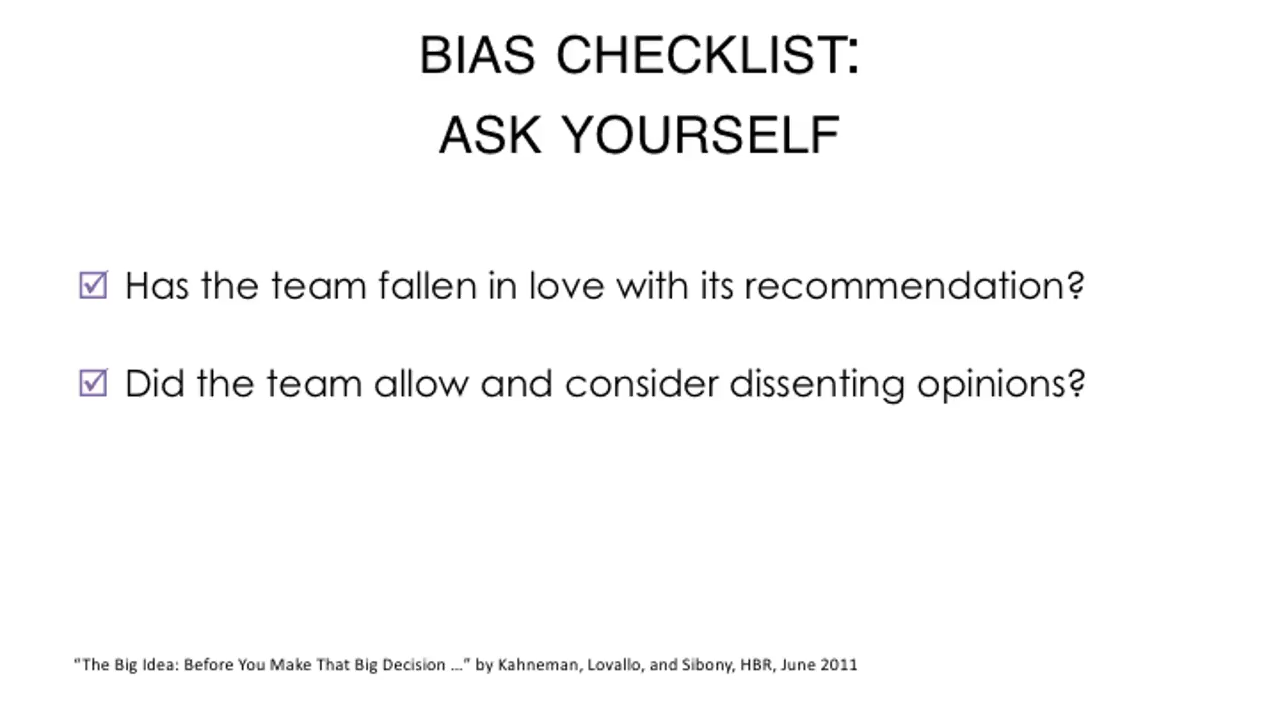 BIAS CHECKLIST:
ASK YOURSELF
☑ Has the team fallen in love with its recommendation?
☑ Did the team allow and consider dissenting opinions?
"The Big Idea: Before You Make That Big Decision …" by Kahneman, Lovallo, and Sibony, HBR, June 2011